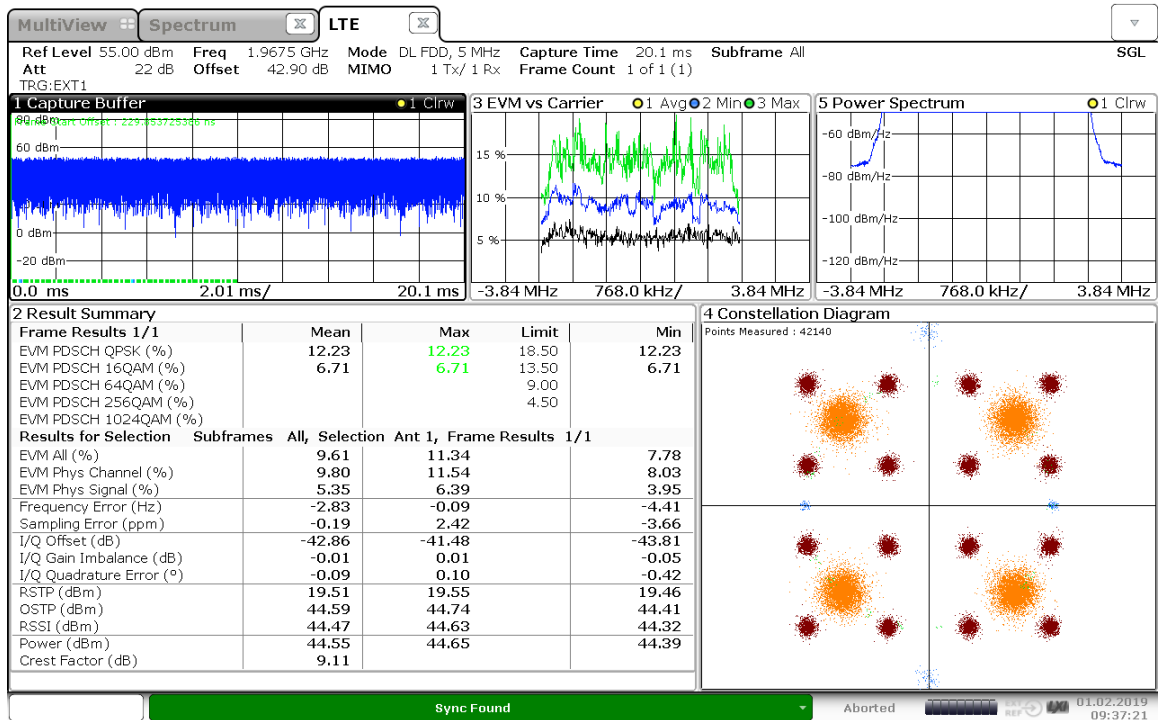 MultiView Spectrum LTE
Ref Level 55.00 dBm Freq 1.9675 GHz Mode DL FDD, 5 MHz Capture Time 20.1 ms Subframe All SGL
Att 22 dB Offset 42.90 dB MIMO 1 Tx/ 1 Rx Frame Count 1 of 1 (1)
TRG:EXT1
1 Capture Buffer 1 Clrw
80 dBm
Frame Start Offset : 229.853725366 ns
60 dBm
0 dBm
-20 dBm
0.0 ms 2.01 ms/ 20.1 ms
3 EVM vs Carrier 1 Avg 2 Min 3 Max
15 %
10 %
5 %
-3.84 MHz 768.0 kHz/ 3.84 MHz
5 Power Spectrum 1 Clrw
-60 dBm/Hz
-80 dBm/Hz
-100 dBm/Hz
-120 dBm/Hz
-3.84 MHz 768.0 kHz/ 3.84 MHz
2 Result Summary
Frame Results 1/1 Mean Max Limit Min
EVM PDSCH QPSK (%) 12.23 12.23 18.50 12.23
EVM PDSCH 16QAM (%) 6.71 6.71 13.50 6.71
EVM PDSCH 64QAM (%) 9.00
EVM PDSCH 256QAM (%) 4.50
EVM PDSCH 1024QAM (%)
Results for Selection Subframes All, Selection Ant 1, Frame Results 1/1
EVM All (%) 9.61 11.34 7.78
EVM Phys Channel (%) 9.80 11.54 8.03
EVM Phys Signal (%) 5.35 6.39 3.95
Frequency Error (Hz) -2.83 -0.09 -4.41
Sampling Error (ppm) -0.19 2.42 -3.66
I/Q Offset (dB) -42.86 -41.48 -43.81
I/Q Gain Imbalance (dB) -0.01 0.01 -0.05
I/Q Quadrature Error (°) -0.09 0.10 -0.42
RSTP (dBm) 19.51 19.55 19.46
OSTP (dBm) 44.59 44.74 44.41
RSSI (dBm) 44.47 44.63 44.32
Power (dBm) 44.55 44.65 44.39
Crest Factor (dB) 9.11
4 Constellation Diagram
Points Measured : 42140
Sync Found Aborted EXT REF LXI 01.02.2019
09:37:21